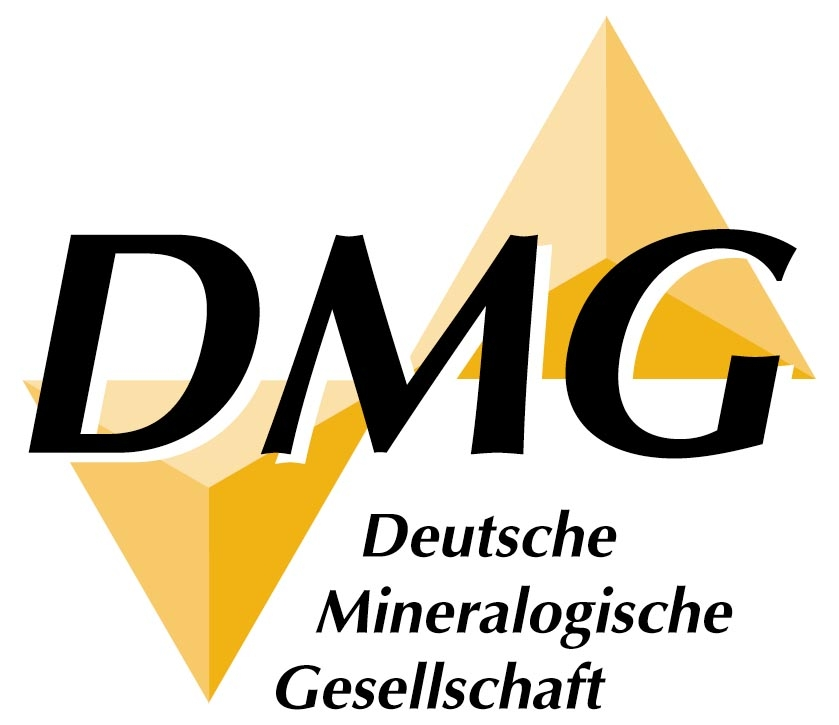 DMG
Deutsche
Mineralogische
Gesellschaft